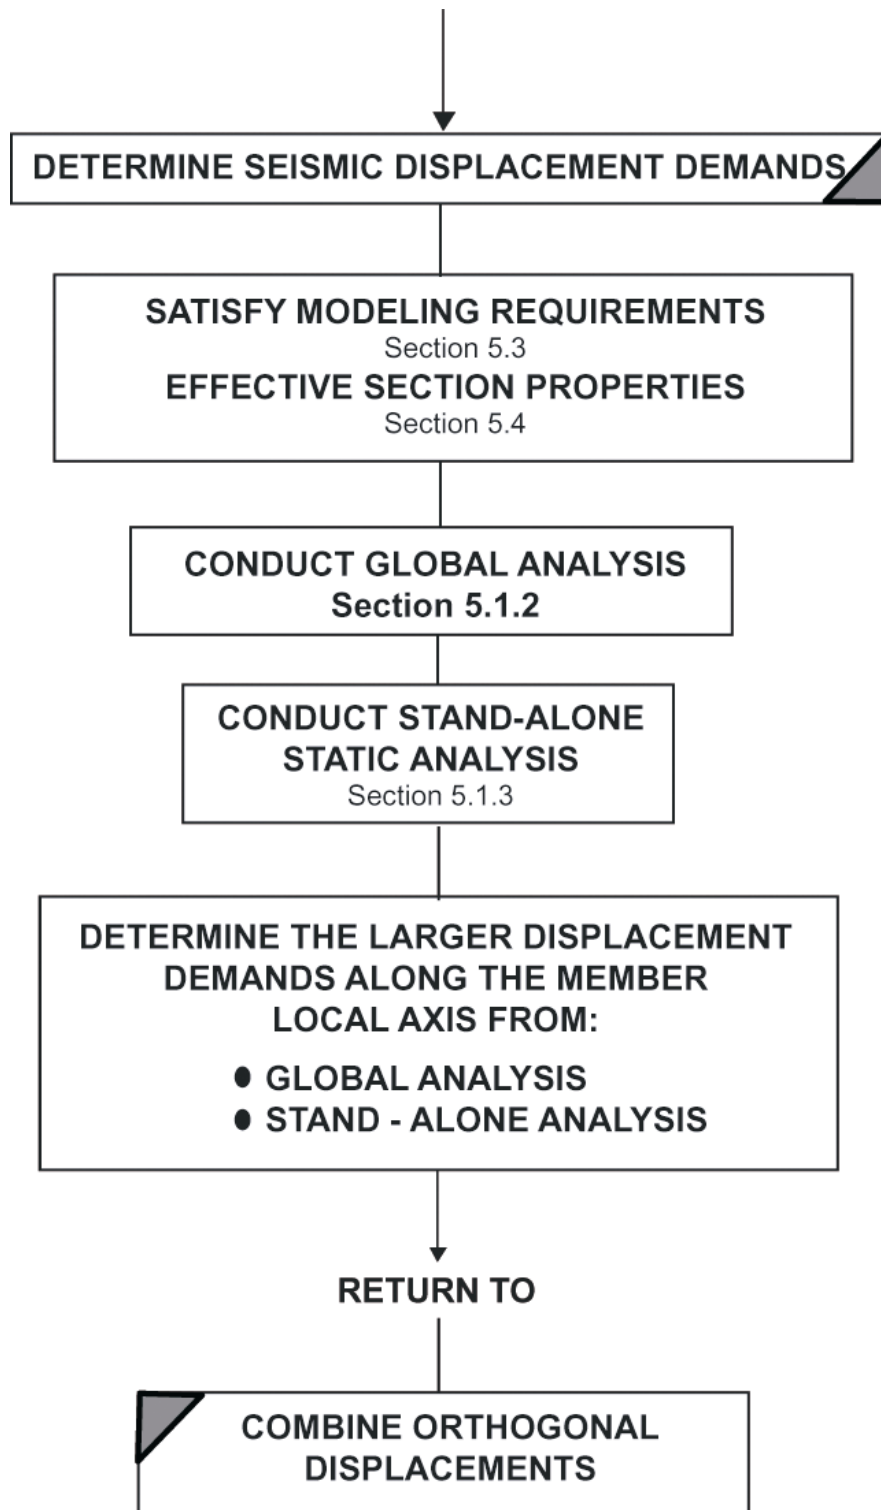 DETERMINE SEISMIC DISPLACEMENT DEMANDS
SATISFY MODELING REQUIREMENTS
Section 5.3
EFFECTIVE SECTION PROPERTIES
Section 5.4
CONDUCT GLOBAL ANALYSIS
Section 5.1.2
CONDUCT STAND-ALONE
STATIC ANALYSIS
Section 5.1.3
DETERMINE THE LARGER DISPLACEMENT
DEMANDS ALONG THE MEMBER
LOCAL AXIS FROM:
● GLOBAL ANALYSIS
● STAND - ALONE ANALYSIS
RETURN TO
COMBINE ORTHOGONAL
DISPLACEMENTS